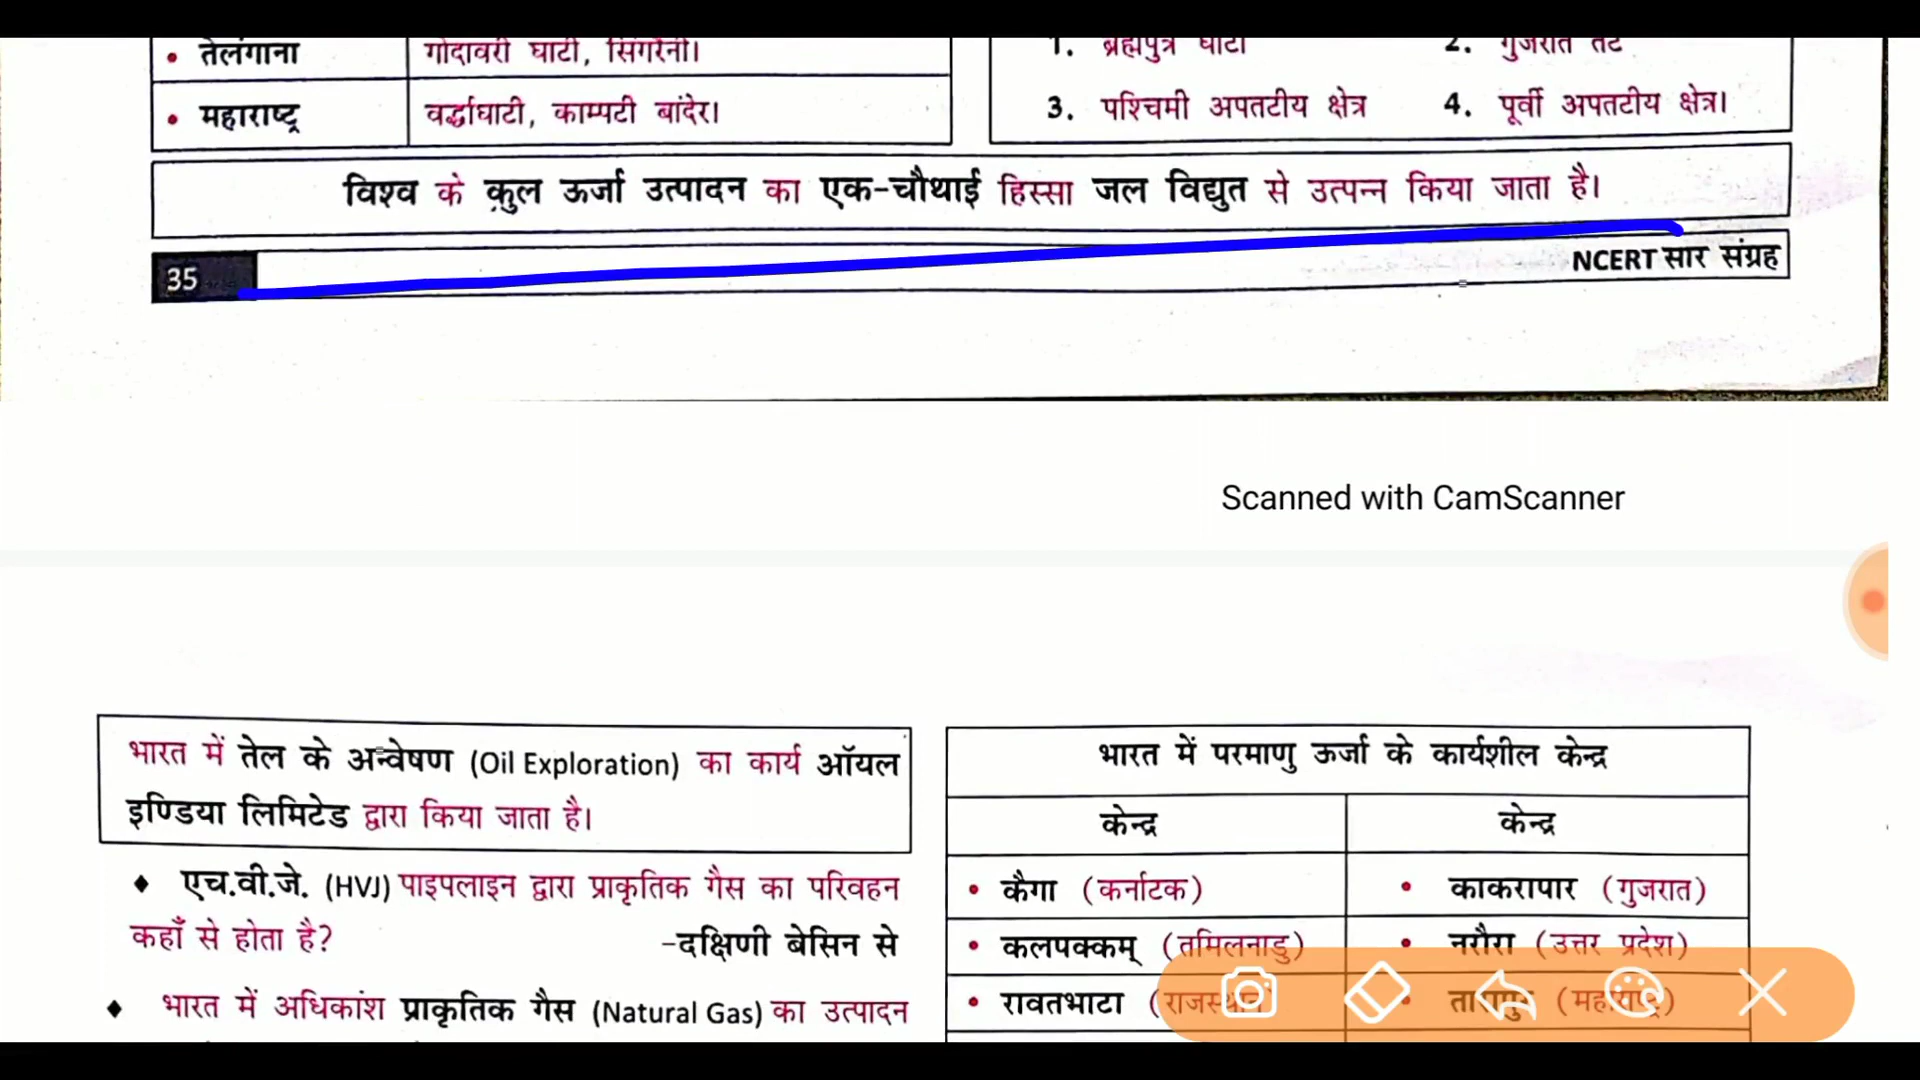 • तेलंगाना
गोदावरी घाटी, सिंगरेनी।
1. ब्रह्मपुत्र घाटी 2. गुजरात तट
• महाराष्ट्र
वर्द्धाघाटी, काम्पटी बांदेर।
3. पश्चिमी अपतटीय क्षेत्र 4. पूर्वी अपतटीय क्षेत्र।
विश्व के कुल ऊर्जा उत्पादन का एक-चौथाई हिस्सा जल विद्युत से उत्पन्न किया जाता है।
35
NCERT सार संग्रह
Scanned with CamScanner
भारत में तेल के अन्वेषण (Oil Exploration) का कार्य ऑयल
इण्डिया लिमिटेड द्वारा किया जाता है।
♦ एच.वी.जे. (HVJ) पाइपलाइन द्वारा प्राकृतिक गैस का परिवहन
कहाँ से होता है? -दक्षिणी बेसिन से
♦ भारत में अधिकांश प्राकृतिक गैस (Natural Gas) का उत्पादन
भारत में परमाणु ऊर्जा के कार्यशील केन्द्र
केन्द्र केन्द्र
• कैगा (कर्नाटक) • काकरापार (गुजरात)
• कलपक्कम् (तमिलनाडु) • नरौरा (उत्तर प्रदेश)
• रावतभाटा (राजस्थान) • तारापुर (महाराष्ट्र)